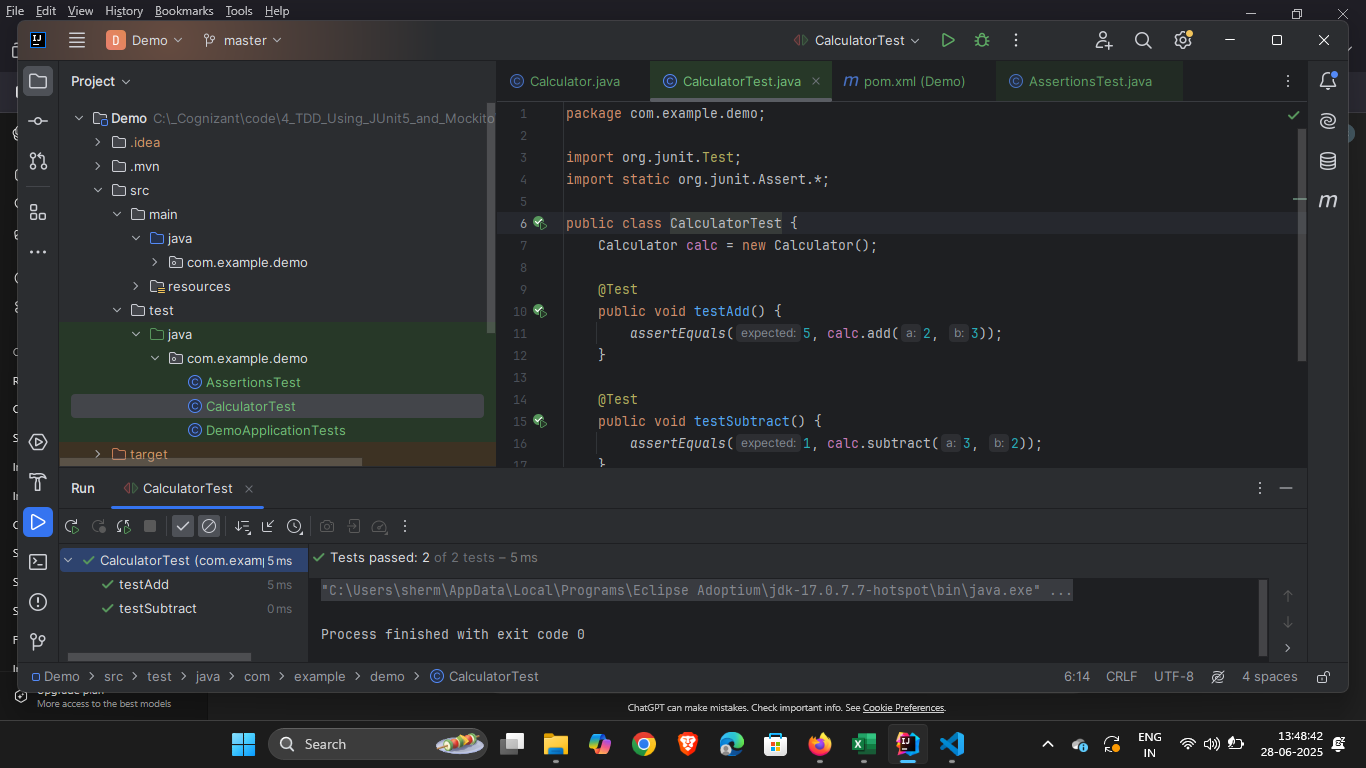 File Edit View History Bookmarks Tools Help
D Demo master CalculatorTest
Project
Calculator.java CalculatorTest.java pom.xml (Demo) AssertionsTest.java
Demo C:\_Cognizant\code\4_TDD_Using_JUnit5_and_Mockito
.idea
.mvn
src
main
java
com.example.demo
resources
test
java
com.example.demo
AssertionsTest
CalculatorTest
DemoApplicationTests
target
1 package com.example.demo;
2
3 import org.junit.Test;
4 import static org.junit.Assert.*;
5
6 public class CalculatorTest {
7 Calculator calc = new Calculator();
8
9 @Test
10 public void testAdd() {
11 assertEquals( expected: 5, calc.add( a: 2, b: 3));
12 }
13
14 @Test
15 public void testSubtract() {
16 assertEquals( expected: 1, calc.subtract( a: 3, b: 2));
17 }
Run CalculatorTest
CalculatorTest (com.examp 5 ms
testAdd 5 ms
testSubtract 0 ms
Tests passed: 2 of 2 tests – 5 ms
"C:\Users\sherm\AppData\Local\Programs\Eclipse Adoptium\jdk-17.0.7.7-hotspot\bin\java.exe" ...
Process finished with exit code 0
Demo > src > test > java > com > example > demo > CalculatorTest
6:14 CRLF UTF-8 4 spaces
Upgrade plan
More access to the best models
ChatGPT can make mistakes. Check important info. See Cookie Preferences.
Search
ENG
IN
13:48:42
28-06-2025